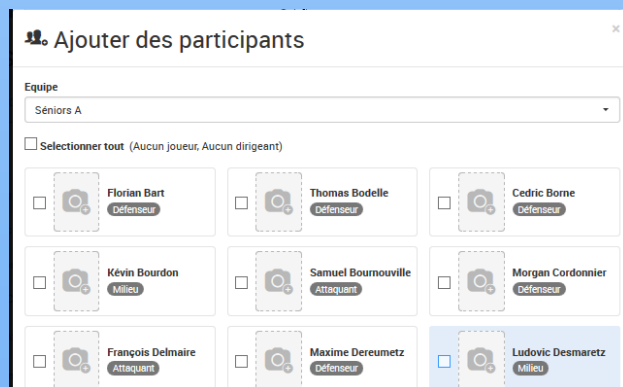 Ajouter des participants
×
Equipe
Séniors A
Selectionner tout (Aucun joueur, Aucun dirigeant)
Florian Bart
Défenseur
Thomas Bodelle
Défenseur
Cedric Borne
Défenseur
Kévin Bourdon
Milieu
Samuel Bournouville
Attaquant
Morgan Cordonnier
Défenseur
François Delmaire
Attaquant
Maxime Dereumetz
Défenseur
Ludovic Desmaretz
Milieu